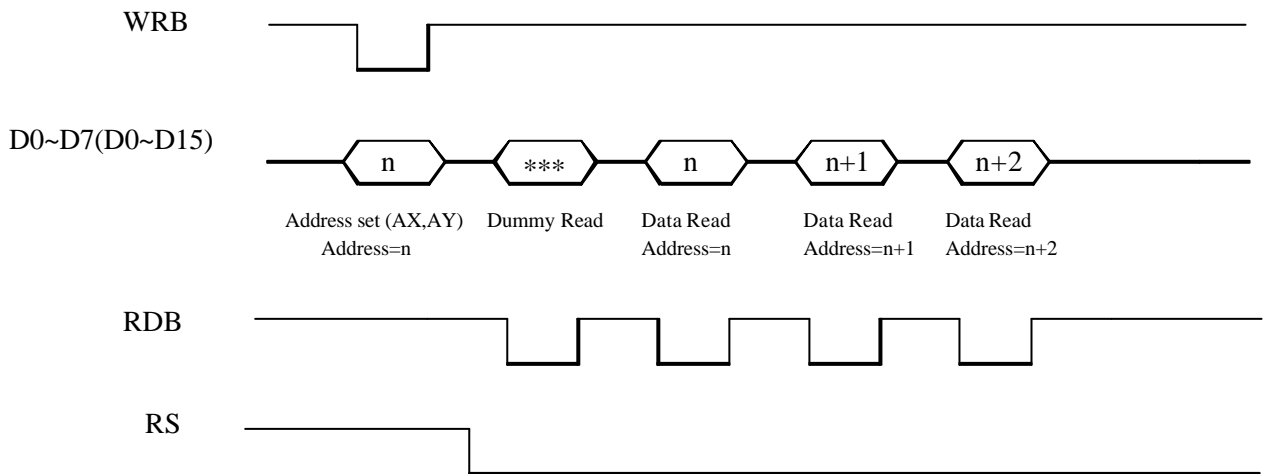 WRB
D0~D7(D0~D15)
n
***
n
n+1
n+2
Address set (AX,AY)
Address=n
Dummy Read
Data Read
Address=n
Data Read
Address=n+1
Data Read
Address=n+2
RDB
RS